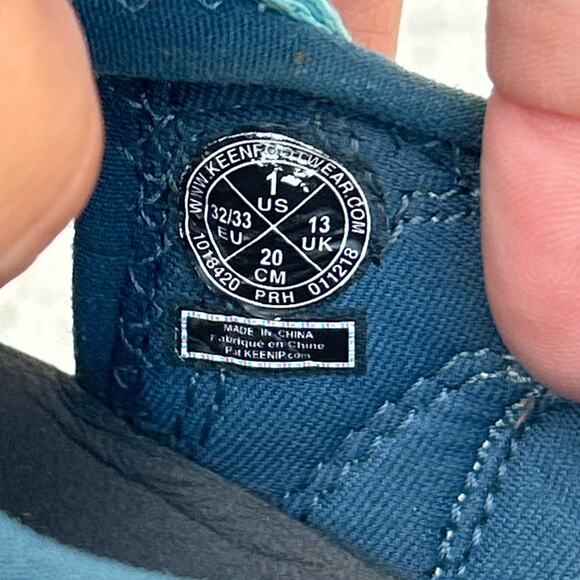 WWW.KEENFOOTWEAR.COM
1
US
32/33
EU
13
UK
20
CM
1018420 PRH 011218
MADE IN CHINA
Fabriqué en Chine
Pat KEENIP.com